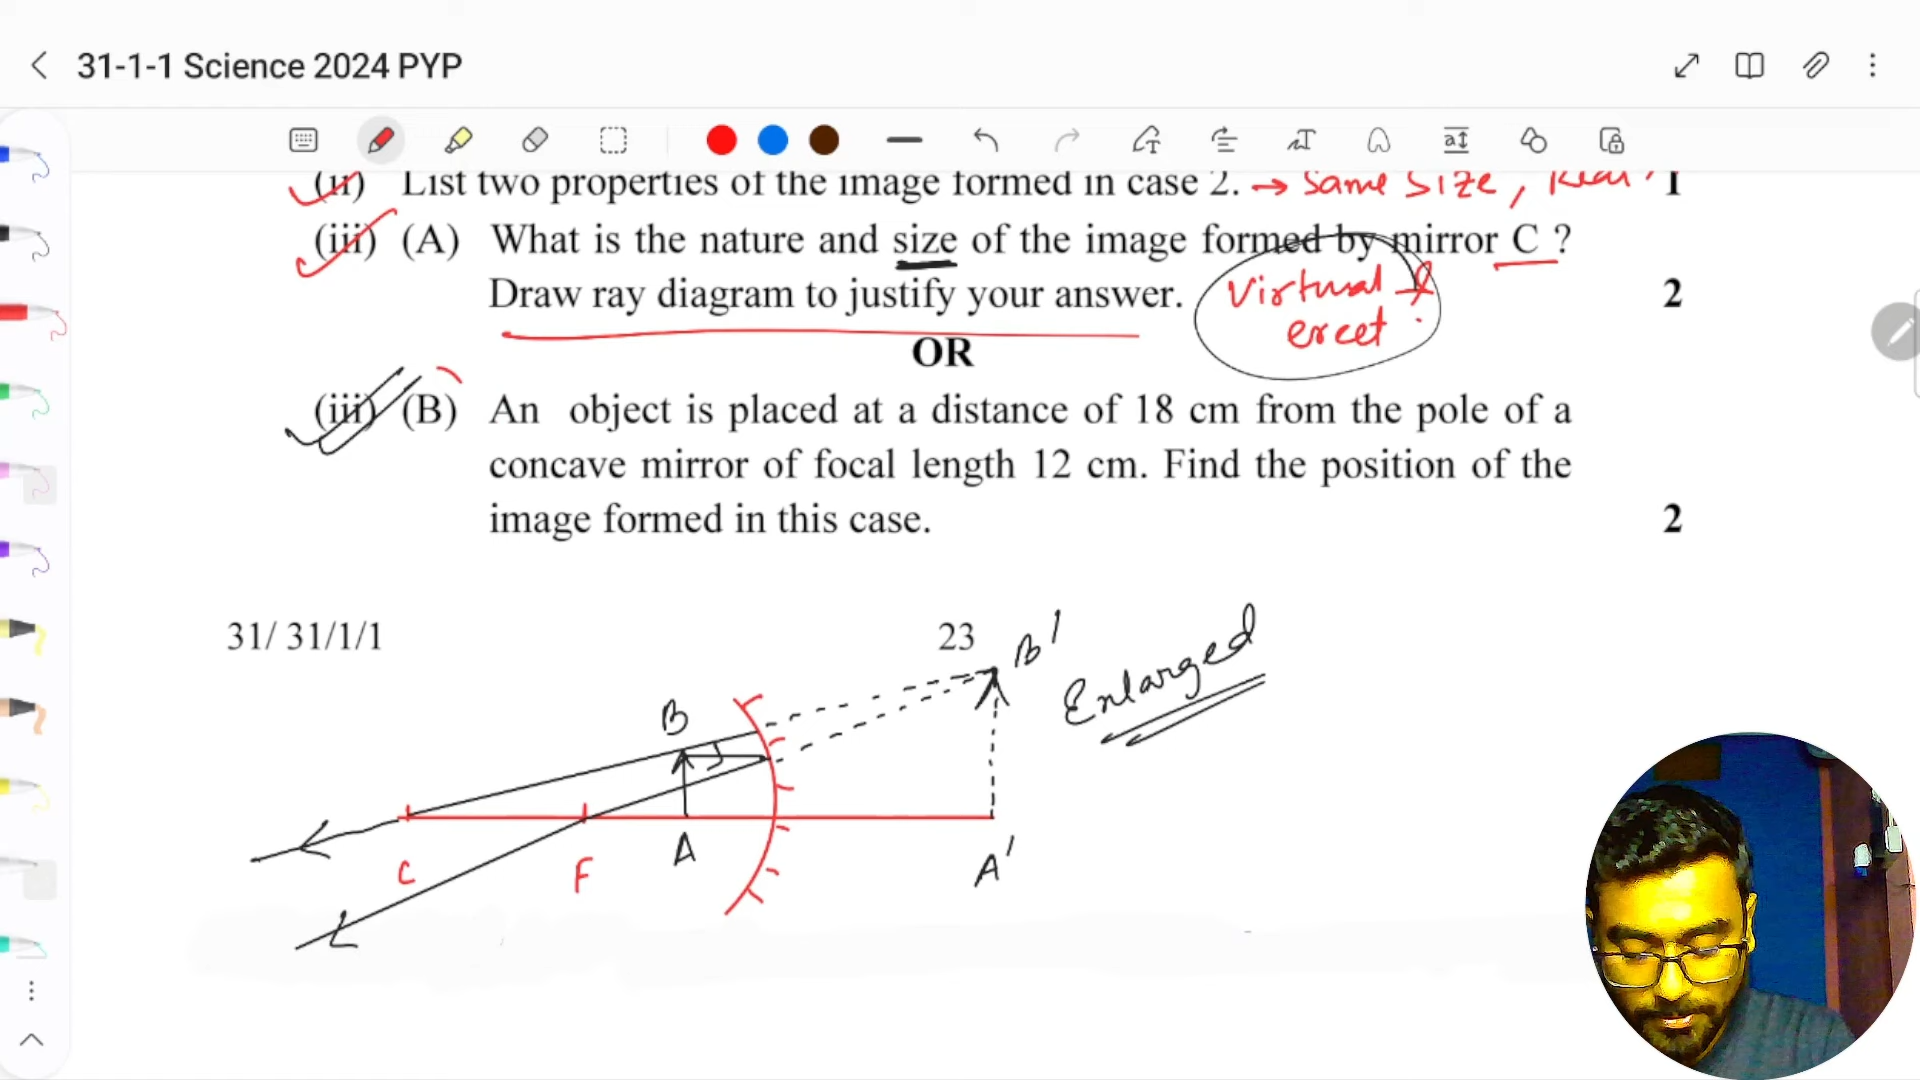 31-1-1 Science 2024 PYP
(ii) List two properties of the image formed in case 2. → Same Size, Real, 1
(iii) (A) What is the nature and size of the image formed by mirror C ?
Draw ray diagram to justify your answer. 2
Virtual &
erect
OR
(iii) (B) An object is placed at a distance of 18 cm from the pole of a
concave mirror of focal length 12 cm. Find the position of the
image formed in this case. 2
31/ 31/1/1 23
B'
Enlarged
B
A
A'
C
F